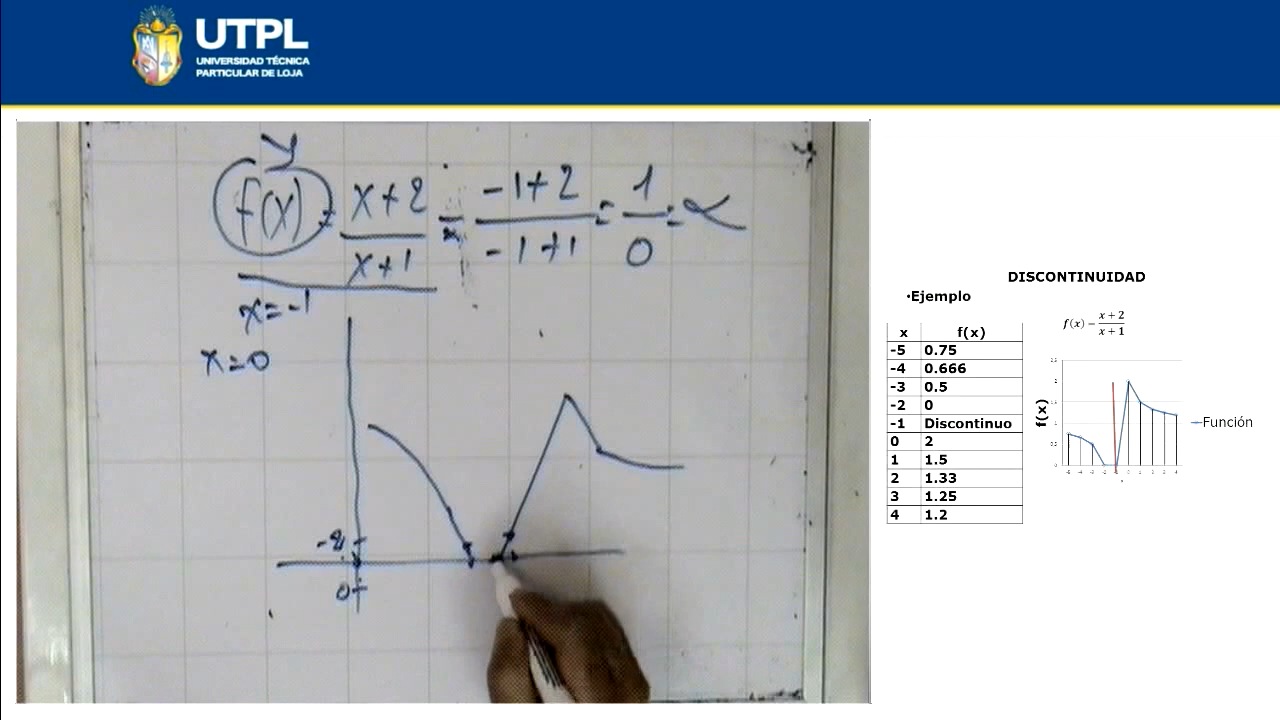 UTPL
UNIVERSIDAD TÉCNICA
PARTICULAR DE LOJA
y
f(x) = x+2 / x+1 = -1+2 / -1+1 = 1 / 0 = ∝
x=-1
x=0
0
DISCONTINUIDAD
•Ejemplo
f(x) = x + 2 / x + 1
x f(x)
-5 0.75
-4 0.666
-3 0.5
-2 0
-1 Discontinuo
0 2
1 1.5
2 1.33
3 1.25
4 1.2
f(x)
Función